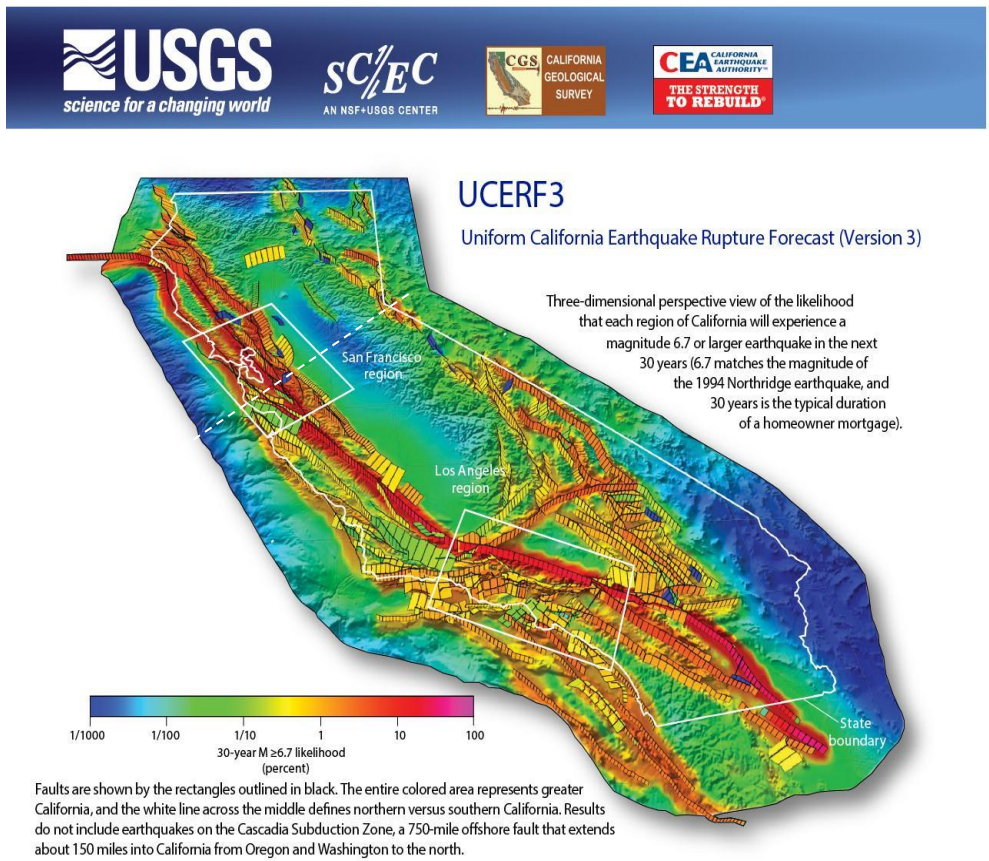 USGS
science for a changing world
SC/EC
AN NSF+USGS CENTER
CGS
CALIFORNIA
GEOLOGICAL
SURVEY
CEA
CALIFORNIA
EARTHQUAKE
AUTHORITY™
THE STRENGTH
TO REBUILD®
UCERF3
Uniform California Earthquake Rupture Forecast (Version 3)
Three-dimensional perspective view of the likelihood
that each region of California will experience a
magnitude 6.7 or larger earthquake in the next
30 years (6.7 matches the magnitude of
the 1994 Northridge earthquake, and
30 years is the typical duration
of a homeowner mortgage).
San Francisco
region
Los Angeles
region
State
boundary
1/1000 1/100 1/10 1 10 100
30-year M ≥6.7 likelihood
(percent)
Faults are shown by the rectangles outlined in black. The entire colored area represents greater
California, and the white line across the middle defines northern versus southern California. Results
do not include earthquakes on the Cascadia Subduction Zone, a 750-mile offshore fault that extends
about 150 miles into California from Oregon and Washington to the north.